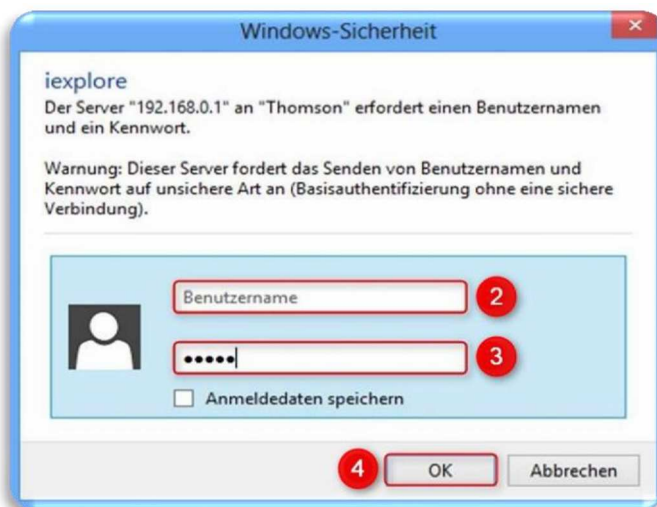 Windows-Sicherheit
iexplore
Der Server "192.168.0.1" an "Thomson" erfordert einen Benutzernamen
und ein Kennwort.
Warnung: Dieser Server fordert das Senden von Benutzernamen und
Kennwort auf unsichere Art an (Basisauthentifizierung ohne eine sichere
Verbindung).
Benutzername
2
●●●●●
3
Anmeldedaten speichern
4
OK
Abbrechen